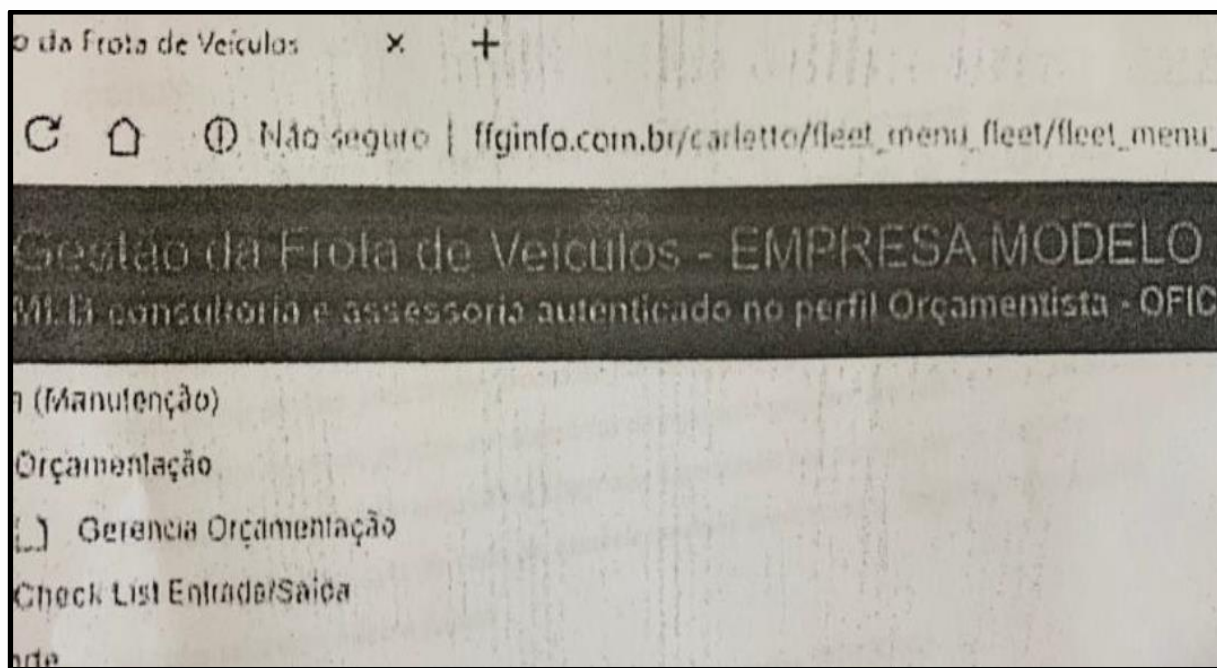 o da Frota de Veículos × +
Não seguro | ffginfo.com.br/carletto/fleet_menu_fleet/fleet_menu_
Gestão da Frota de Veículos - EMPRESA MODELO
consultoria e assessoria autenticado no perfil Orçamentista - OFIC
(Manutenção)
Orçamentação
Gerencia Orçamentação
Check List Entrada/Saída